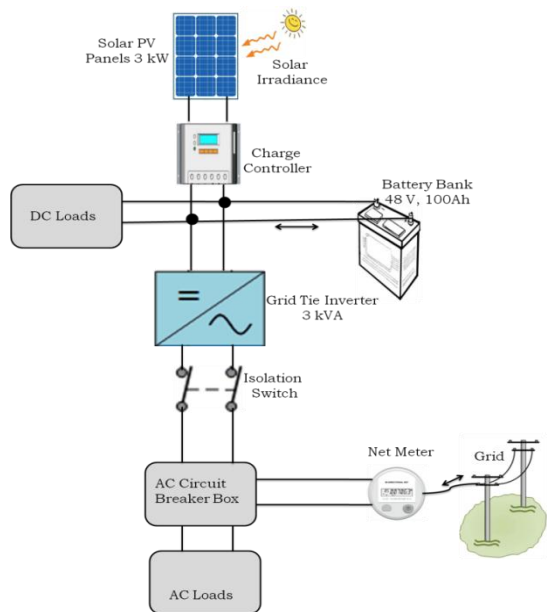 Solar PV
Panels 3 kW
Solar
Irradiance
Charge
Controller
Battery Bank
48 V, 100Ah
DC Loads
Grid Tie Inverter
3 kVA
Isolation
Switch
Net Meter
Grid
AC Circuit
Breaker Box
AC Loads